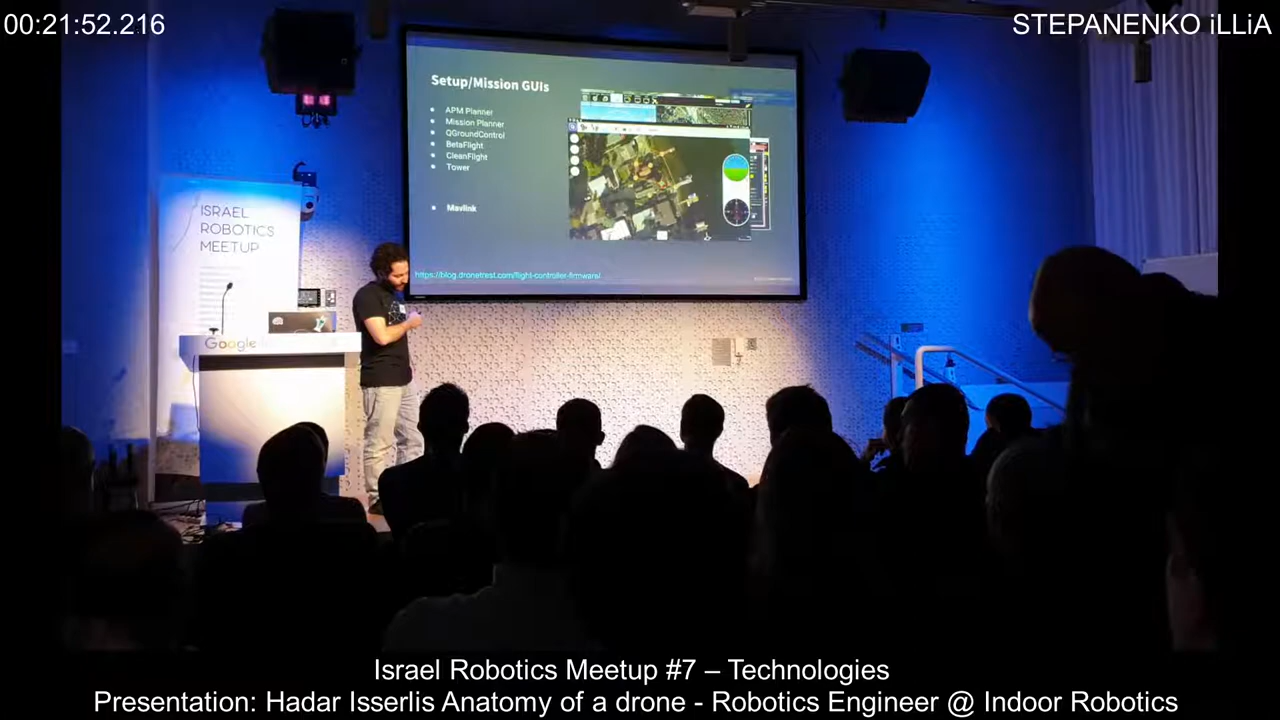 00:21:52.216
STEPANENKO iLLiA
Setup/Mission GUIs
APM Planner
Mission Planner
QGroundControl
BetaFlight
CleanFlight
Tower
Mavlink
https://blog.dronetrest.com/flight-controller-firmware/
ISRAEL
ROBOTICS
MEETUP
Google
Israel Robotics Meetup #7 – Technologies
Presentation: Hadar Isserlis Anatomy of a drone - Robotics Engineer @ Indoor Robotics